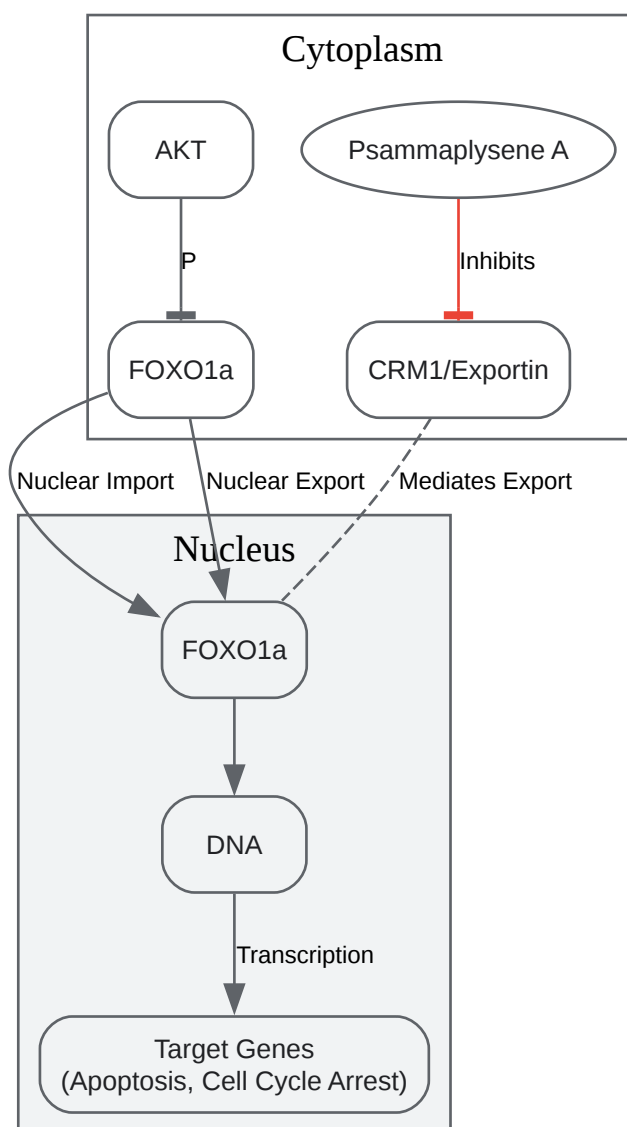 Cytoplasm
AKT
Psammaplysene A
P
Inhibits
FOXO1a
CRM1/Exportin
Nuclear Import
Nuclear Export
Mediates Export
Nucleus
FOXO1a
DNA
Transcription
Target Genes
(Apoptosis, Cell Cycle Arrest)